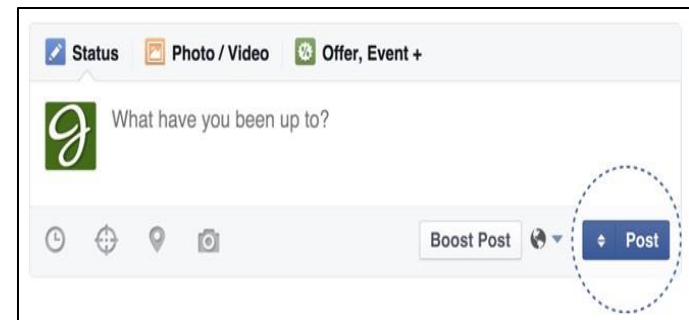 Status Photo / Video Offer, Event +
What have you been up to?
Boost Post Post